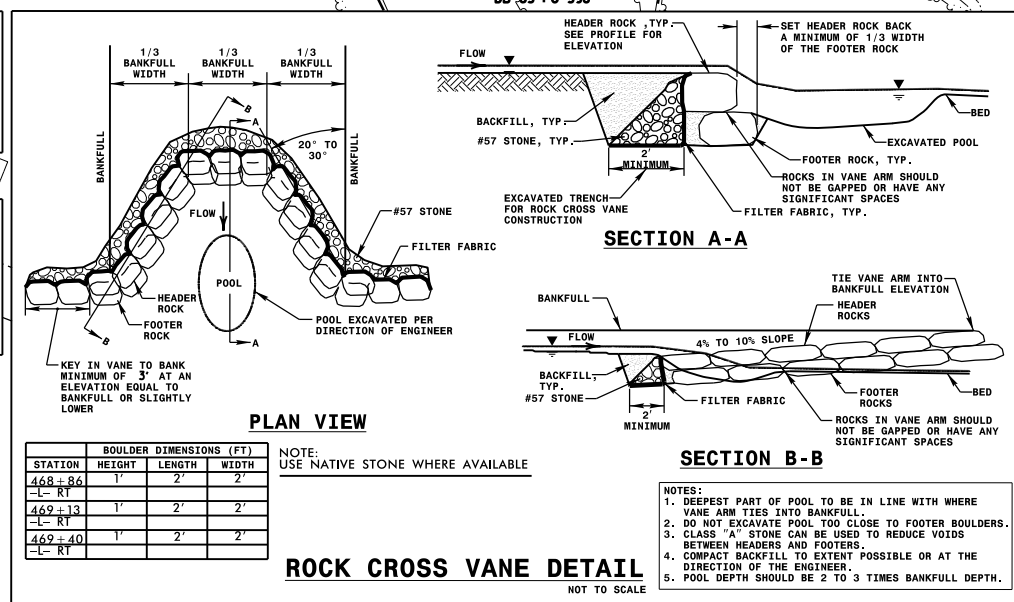 1/3
BANKFULL
WIDTH
1/3
BANKFULL
WIDTH
1/3
BANKFULL
WIDTH
B
A
BANKFULL
BANKFULL
20° TO
30°
FLOW
#57 STONE
FILTER FABRIC
POOL
HEADER
ROCK
FOOTER
ROCK
B
A
POOL EXCAVATED PER
DIRECTION OF ENGINEER
KEY IN VANE TO BANK
MINIMUM OF 3' AT AN
ELEVATION EQUAL TO
BANKFULL OR SLIGHTLY
LOWER
PLAN VIEW
HEADER ROCK ,TYP.
SEE PROFILE FOR
ELEVATION
SET HEADER ROCK BACK
A MINIMUM OF 1/3 WIDTH
OF THE FOOTER ROCK
FLOW
BACKFILL, TYP.
#57 STONE, TYP.
2'
MINIMUM
BED
EXCAVATED POOL
FOOTER ROCK, TYP.
ROCKS IN VANE ARM SHOULD
NOT BE GAPPED OR HAVE ANY
SIGNIFICANT SPACES
EXCAVATED TRENCH
FOR ROCK CROSS VANE
CONSTRUCTION
FILTER FABRIC, TYP.
SECTION A-A
TIE VANE ARM INTO
BANKFULL ELEVATION
BANKFULL
HEADER
ROCKS
FLOW
4% TO 10% SLOPE
BACKFILL,
TYP.
#57 STONE
FILTER FABRIC
2'
MINIMUM
FOOTER
ROCKS
BED
ROCKS IN VANE ARM SHOULD
NOT BE GAPPED OR HAVE ANY
SIGNIFICANT SPACES
SECTION B-B
BOULDER DIMENSIONS (FT)
STATION HEIGHT LENGTH WIDTH
468+86 1' 2' 2'
-L- RT
469+13 1' 2' 2'
-L- RT
469+40 1' 2' 2'
-L- RT
NOTE:
USE NATIVE STONE WHERE AVAILABLE
NOTES:
1. DEEPEST PART OF POOL TO BE IN LINE WITH WHERE
VANE ARM TIES INTO BANKFULL.
2. DO NOT EXCAVATE POOL TOO CLOSE TO FOOTER BOULDERS.
3. CLASS "A" STONE CAN BE USED TO REDUCE VOIDS
BETWEEN HEADERS AND FOOTERS.
4. COMPACT BACKFILL TO EXTENT POSSIBLE OR AT THE
DIRECTION OF THE ENGINEER.
5. POOL DEPTH SHOULD BE 2 TO 3 TIMES BANKFULL DEPTH.
ROCK CROSS VANE DETAIL
NOT TO SCALE